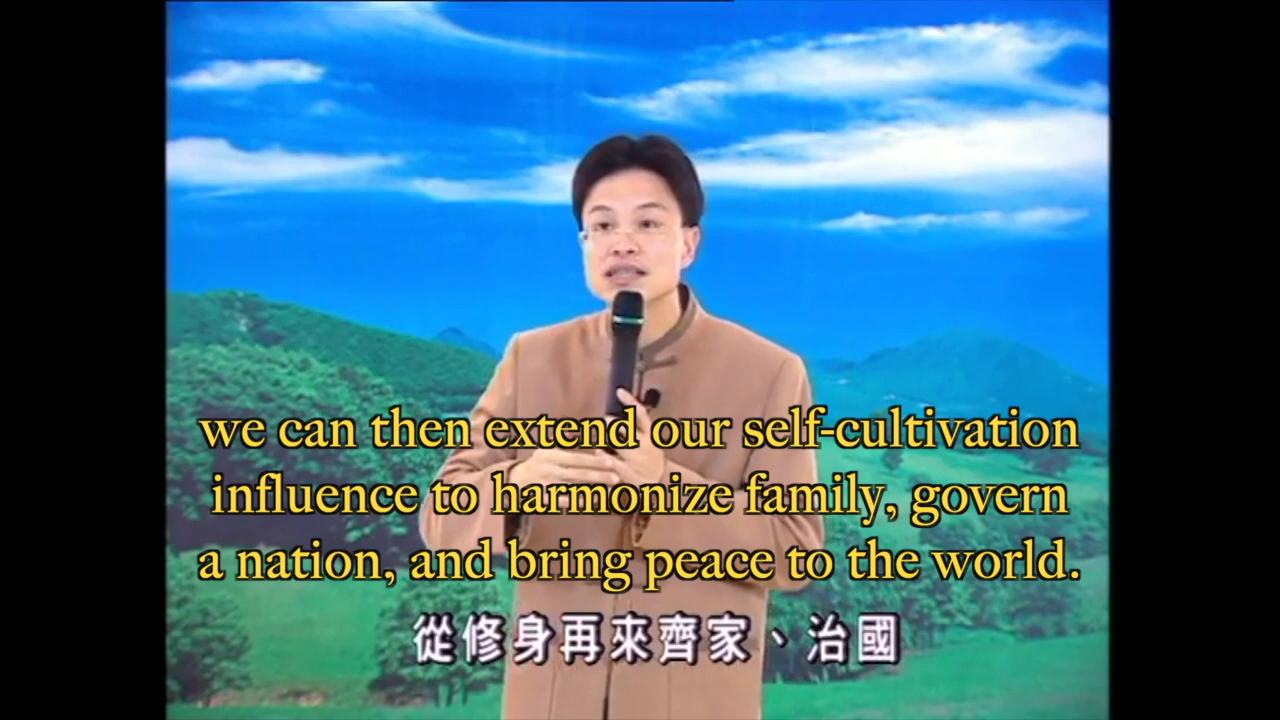 we can then extend our self-cultivation
influence to harmonize family, govern
a nation, and bring peace to the world.
從修身再來齊家、治國